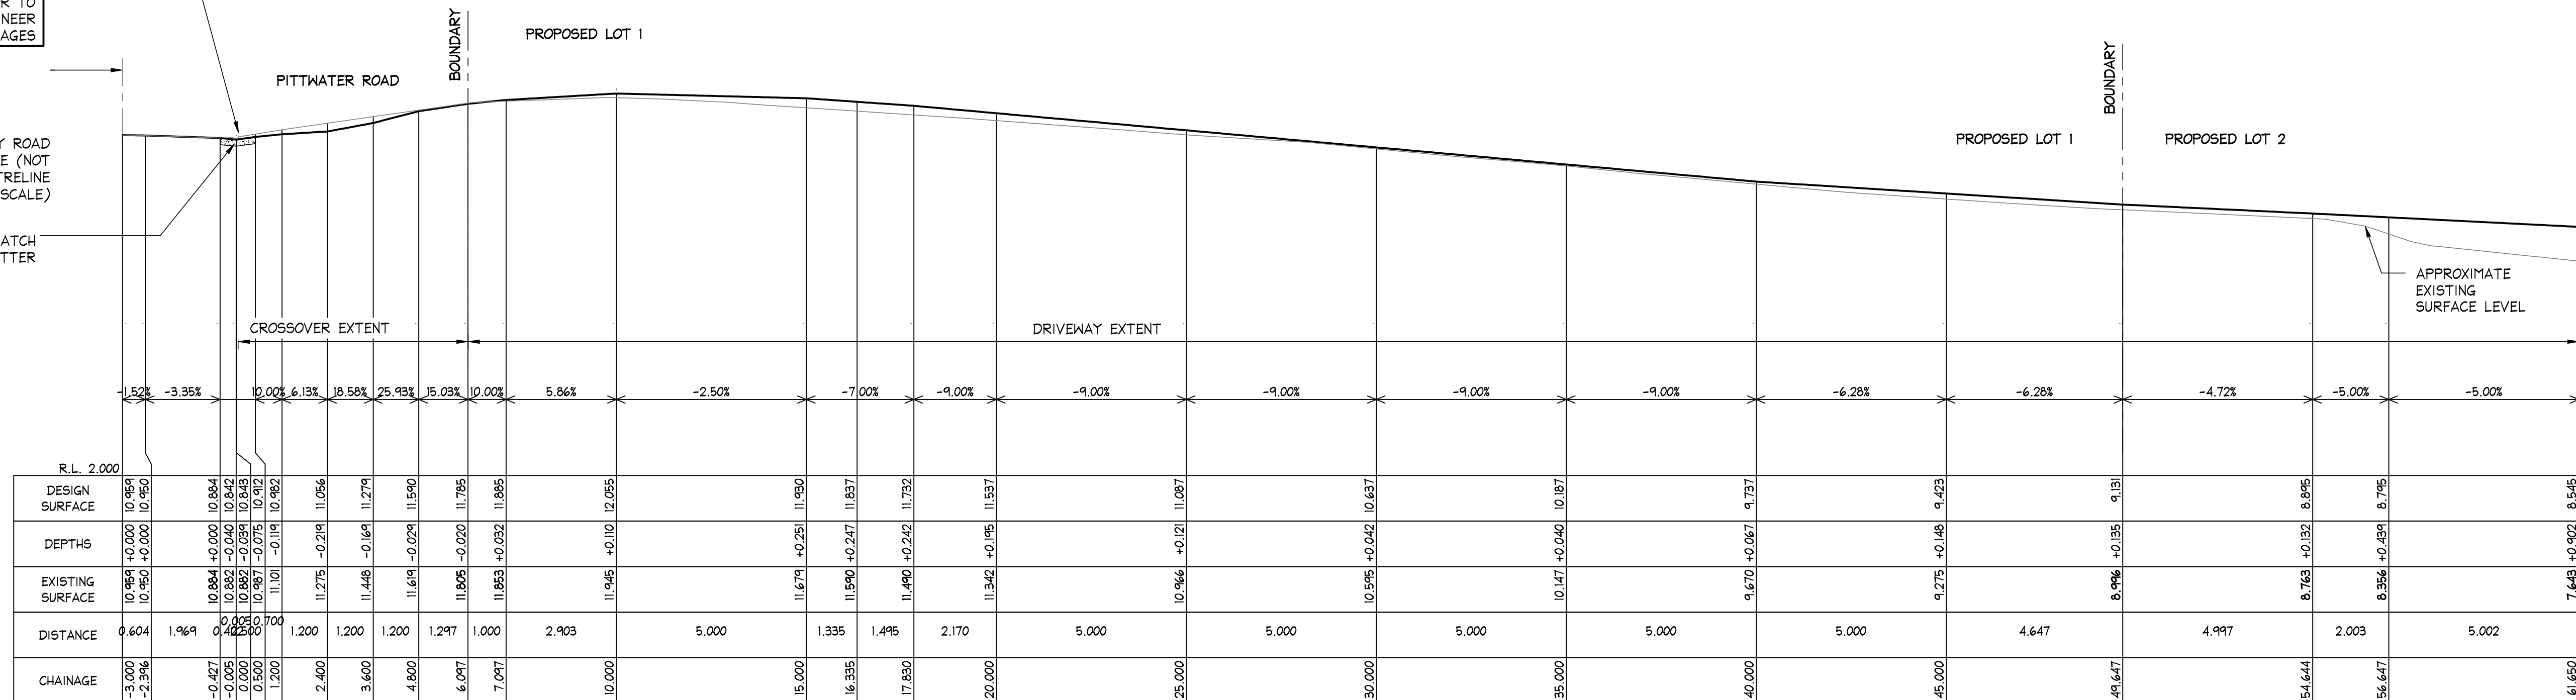 R TO
NEER
AGES
BOUNDARY
PROPOSED LOT 1
PITTWATER ROAD
BOUNDARY
PROPOSED LOT 1
PROPOSED LOT 2
Y ROAD
E (NOT
TRELINE
SCALE)
ATCH
TTER
APPROXIMATE
EXISTING
SURFACE LEVEL
CROSSOVER EXTENT
DRIVEWAY EXTENT
-1.52% -3.35% 10.00% 6.13% 18.58% 25.93% 15.03% 10.00% 5.86% -2.50% -7.00% -9.00% -9.00% -9.00% -9.00% -9.00% -6.28% -6.28% -4.72% -5.00% -5.00%
R.L. 2.000
DESIGN
SURFACE
10.959 10.950 10.884 10.842 10.843 10.912 10.982 11.056 11.279 11.590 11.785 11.885 12.055 11.930 11.837 11.732 11.537 11.087 10.637 10.187 9.737 9.423 9.131 8.895 8.795 8.545
DEPTHS
+0.000 +0.000 +0.000 -0.040 -0.039 -0.075 -0.119 -0.219 -0.169 -0.029 -0.020 +0.032 +0.110 +0.251 +0.247 +0.242 +0.195 +0.121 +0.042 +0.040 +0.067 +0.148 +0.135 +0.132 +0.439 +0.902
EXISTING
SURFACE
10.959 10.950 10.884 10.882 10.882 10.987 11.101 11.275 11.448 11.619 11.805 11.853 11.945 11.679 11.590 11.490 11.342 10.966 10.595 10.147 9.670 9.275 8.996 8.763 8.356 7.643
DISTANCE
0.604 1.969 0.422 0.005 0.500 0.700 1.200 1.200 1.200 1.297 1.000 2.903 5.000 1.335 1.495 2.170 5.000 5.000 5.000 5.000 5.000 4.647 4.997 2.003 5.002
CHAINAGE
-3.000 -2.396 -0.427 -0.005 0.000 0.500 1.200 2.400 3.600 4.800 6.097 7.097 10.000 15.000 16.335 17.830 20.000 25.000 30.000 35.000 40.000 45.000 49.647 54.644 56.647 61.650